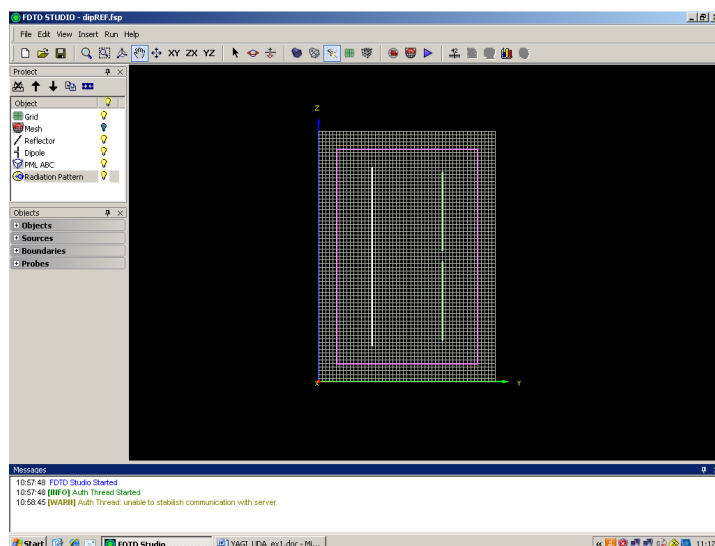 FDTD STUDIO - dipREF.fsp
File Edit View Insert Run Help
XY ZX YZ
Project
Object
Grid
Mesh
Reflector
Dipole
PML ABC
Radiation Pattern
Objects
Objects
Sources
Boundaries
Probes
Z
X
Y
Messages
10:57:48 FDTD Studio Started
10:57:48 [INFO] Auth Thread Started
10:58:45 [WARN] Auth Thread: unable to stabilish communication with server
Start
FDTD Studio
YAGI_UDA_ex1.doc - Mi...
11:12